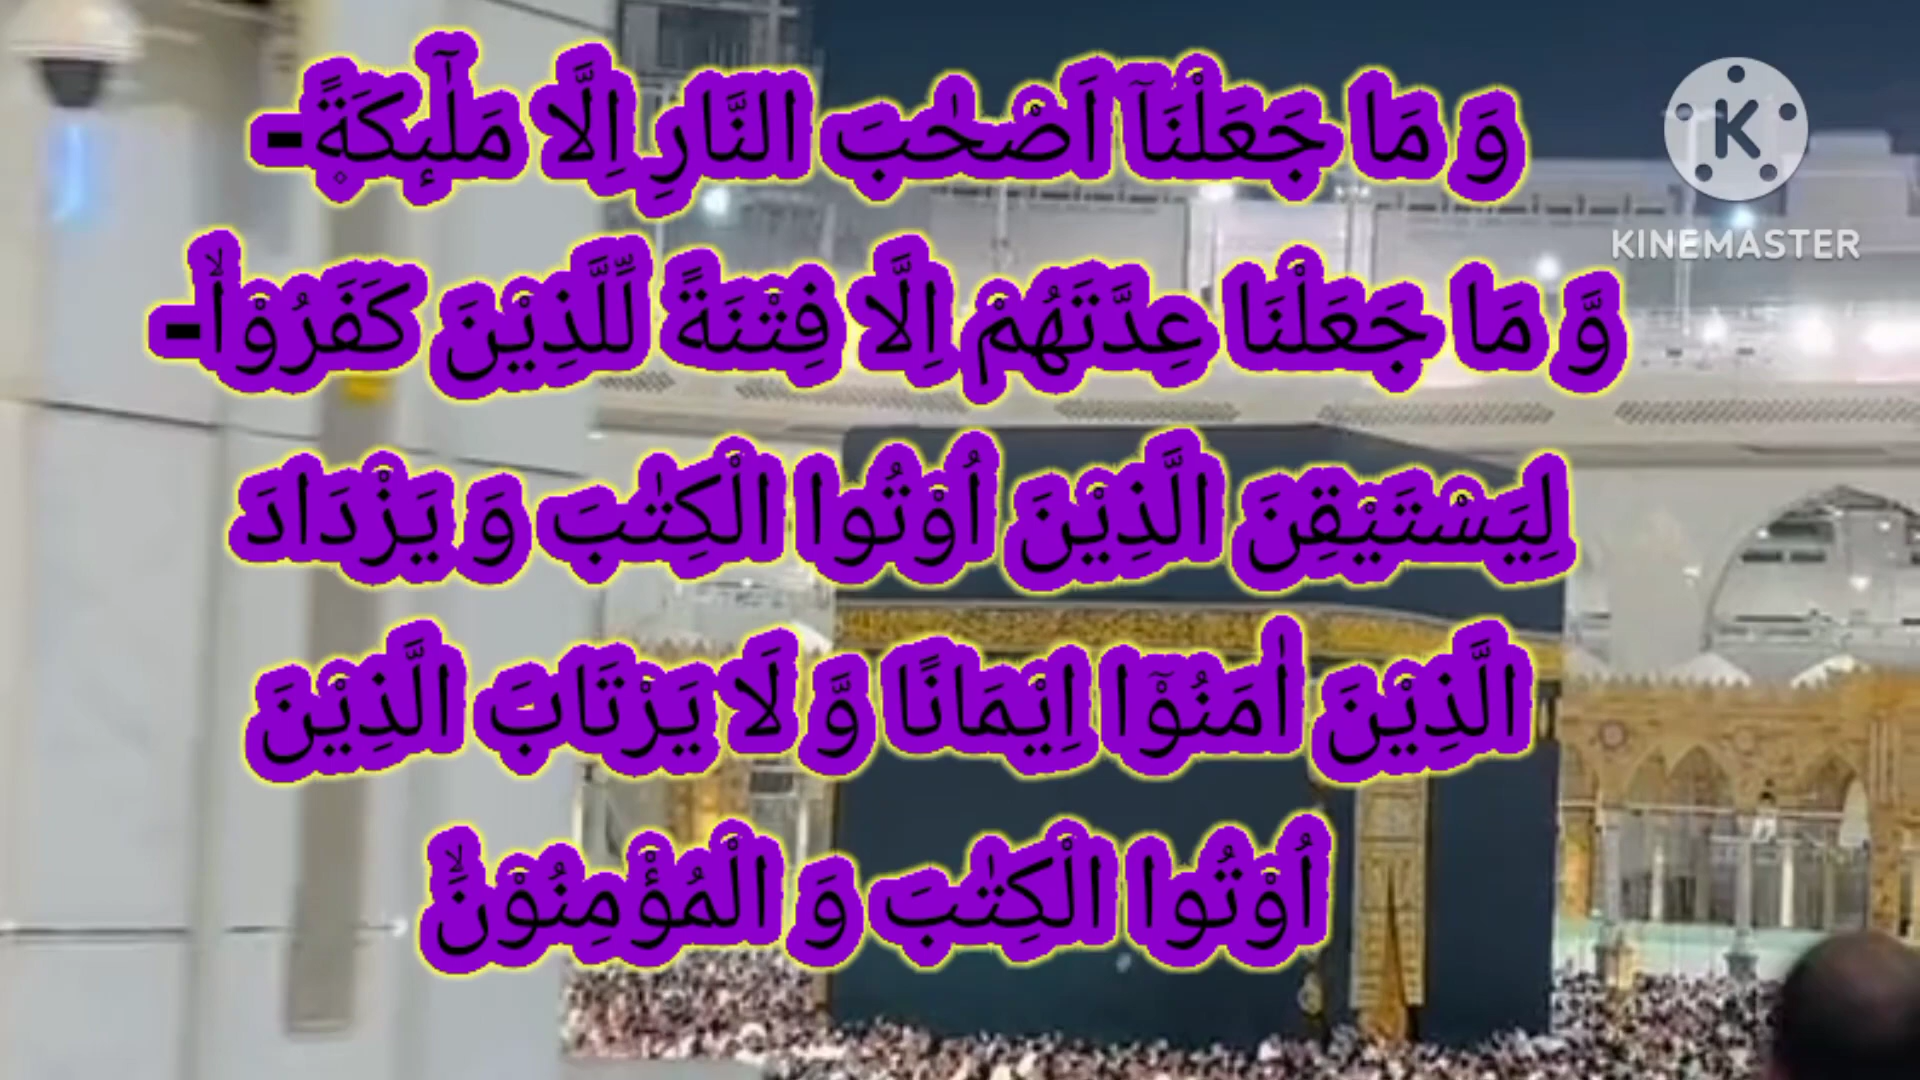 وَ مَا جَعَلْنَاۤ اَصْحٰبَ النَّارِ اِلَّا مَلٰٓىٕكَةً۪-
وَّ مَا جَعَلْنَا عِدَّتَهُمْ اِلَّا فِتْنَةً لِّلَّذِیْنَ كَفَرُوْاۙ-
لِیَسْتَیْقِنَ الَّذِیْنَ اُوْتُوا الْكِتٰبَ وَ یَزْدَادَ
الَّذِیْنَ اٰمَنُوْۤا اِیْمَانًا وَّ لَا یَرْتَابَ الَّذِیْنَ
اُوْتُوا الْكِتٰبَ وَ الْمُؤْمِنُوْنَۙ
K
KINEMASTER